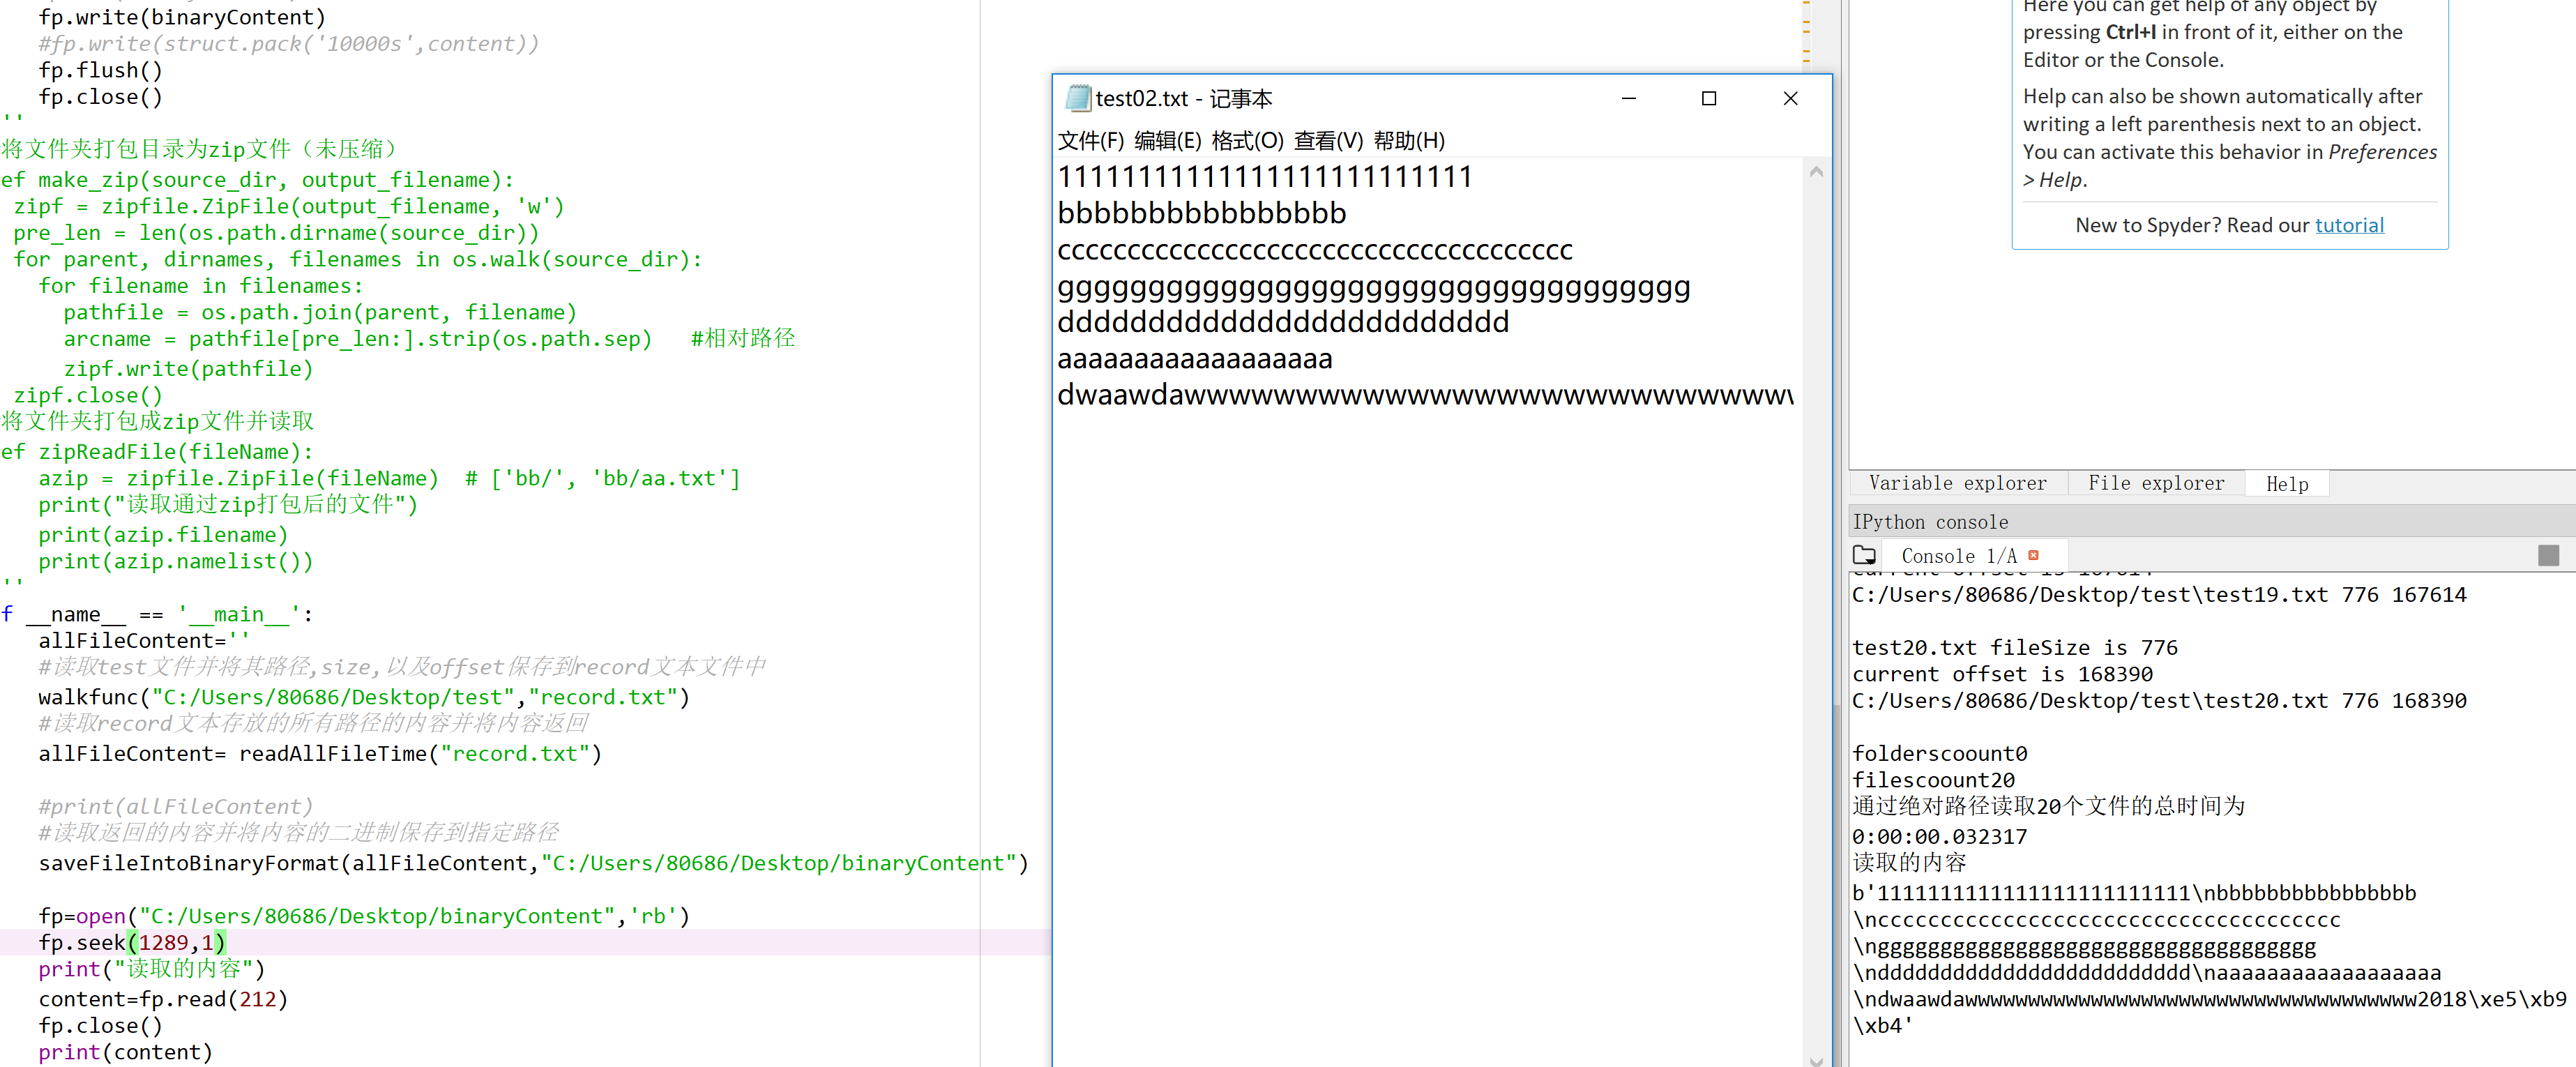 fp.write(binaryContent)
#fp.write(struct.pack('10000s',content))
fp.flush()
fp.close()
''
将文件夹打包目录为zip文件（未压缩）
ef make_zip(source_dir, output_filename):
zipf = zipfile.ZipFile(output_filename, 'w')
pre_len = len(os.path.dirname(source_dir))
for parent, dirnames, filenames in os.walk(source_dir):
for filename in filenames:
pathfile = os.path.join(parent, filename)
arcname = pathfile[pre_len:].strip(os.path.sep)   #相对路径
zipf.write(pathfile)
zipf.close()
将文件夹打包成zip文件并读取
ef zipReadFile(fileName):
azip = zipfile.ZipFile(fileName)  # ['bb/', 'bb/aa.txt']
print("读取通过zip打包后的文件")
print(azip.filename)
print(azip.namelist())
''
f __name__ == '__main__':
allFileContent=''
#读取test文件并将其路径,size,以及offset保存到record文本文件中
walkfunc("C:/Users/80686/Desktop/test","record.txt")
#读取record文本存放的所有路径的内容并将内容返回
allFileContent= readAllFileTime("record.txt")
#print(allFileContent)
#读取返回的内容并将内容的二进制保存到指定路径
saveFileIntoBinaryFormat(allFileContent,"C:/Users/80686/Desktop/binaryContent")
fp=open("C:/Users/80686/Desktop/binaryContent",'rb')
fp.seek(1289,1)
print("读取的内容")
content=fp.read(212)
fp.close()
print(content)
test02.txt - 记事本
文件(F) 编辑(E) 格式(O) 查看(V) 帮助(H)
1111111111111111111111111
bbbbbbbbbbbbbbbb
ccccccccccccccccccccccccccccccccccccc
ggggggggggggggggggggggggggggggggggg
ddddddddddddddddddddddddd
aaaaaaaaaaaaaaaaaa
dwaawdawwwwwwwwwwwwwwwwwwwwwwwwwwww
Here you can get help of any object by
pressing Ctrl+I in front of it, either on the
Editor or the Console.
Help can also be shown automatically after
writing a left parenthesis next to an object.
You can activate this behavior in Preferences
> Help.
New to Spyder? Read our tutorial
Variable explorer File explorer Help
IPython console
Console 1/A
current offset is 167614
C:/Users/80686/Desktop/test\test19.txt 776 167614
test20.txt fileSize is 776
current offset is 168390
C:/Users/80686/Desktop/test\test20.txt 776 168390
folderscoount0
filescoount20
通过绝对路径读取20个文件的总时间为
0:00:00.032317
读取的内容
b'1111111111111111111111111\nbbbbbbbbbbbbbbbb
\nccccccccccccccccccccccccccccccccccccc
\nggggggggggggggggggggggggggggggggggg
\nddddddddddddddddddddddddd\naaaaaaaaaaaaaaaaaa
\ndwaawdawwwwwwwwwwwwwwwwwwwwwwwwwwwwwwwwwwww2018\xe5\xb9
\xb4'